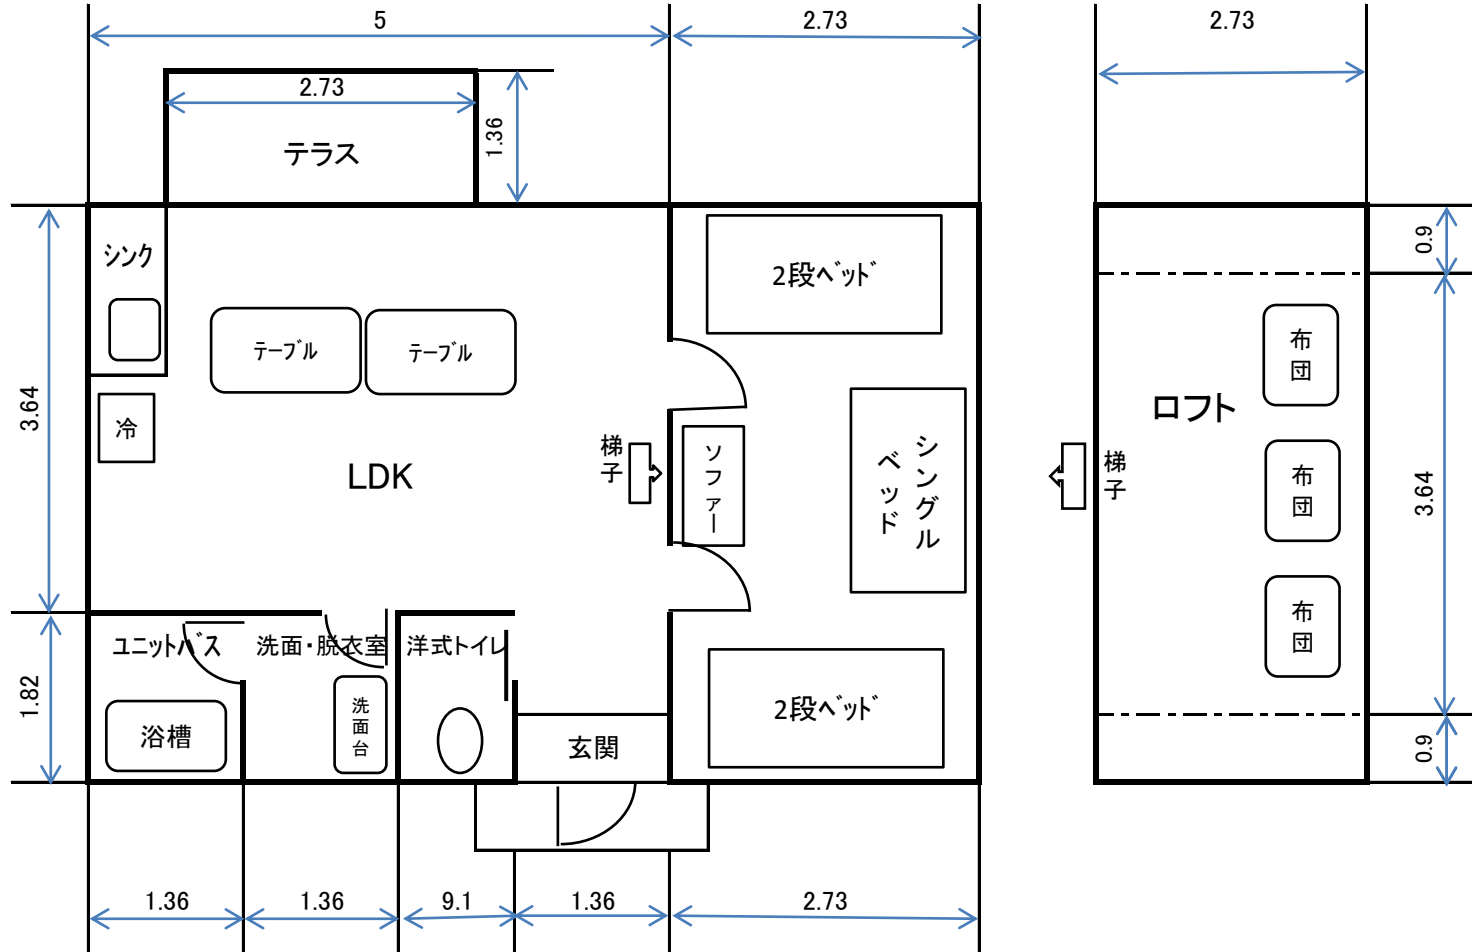 5
2.73
2.73
2.73
1.36
テラス
0.9
シンク
2段ベッド
テーブル
テーブル
布団
3.64
冷
LDK
梯子
ソファー
シングルベッド
ロフト
梯子
布団
3.64
布団
ユニットバス
洗面・脱衣室
洋式トイレ
1.82
浴槽
洗面台
玄関
2段ベッド
0.9
1.36
1.36
9.1
1.36
2.73